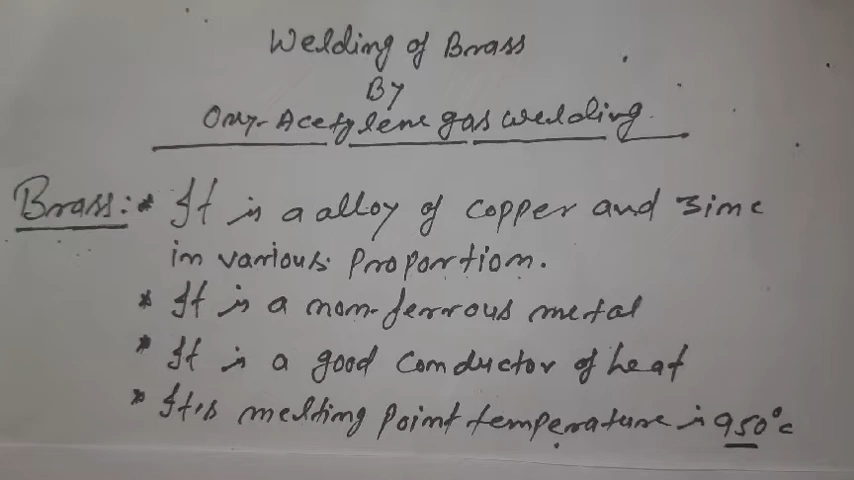 Welding of Brass
By
Oxy-Acetylene gas welding
Brass:* It is a alloy of copper and zinc
in various proportion.
* It is a non-ferrous metal
* It is a good conductor of heat
* It's melting point temperature is 950°c